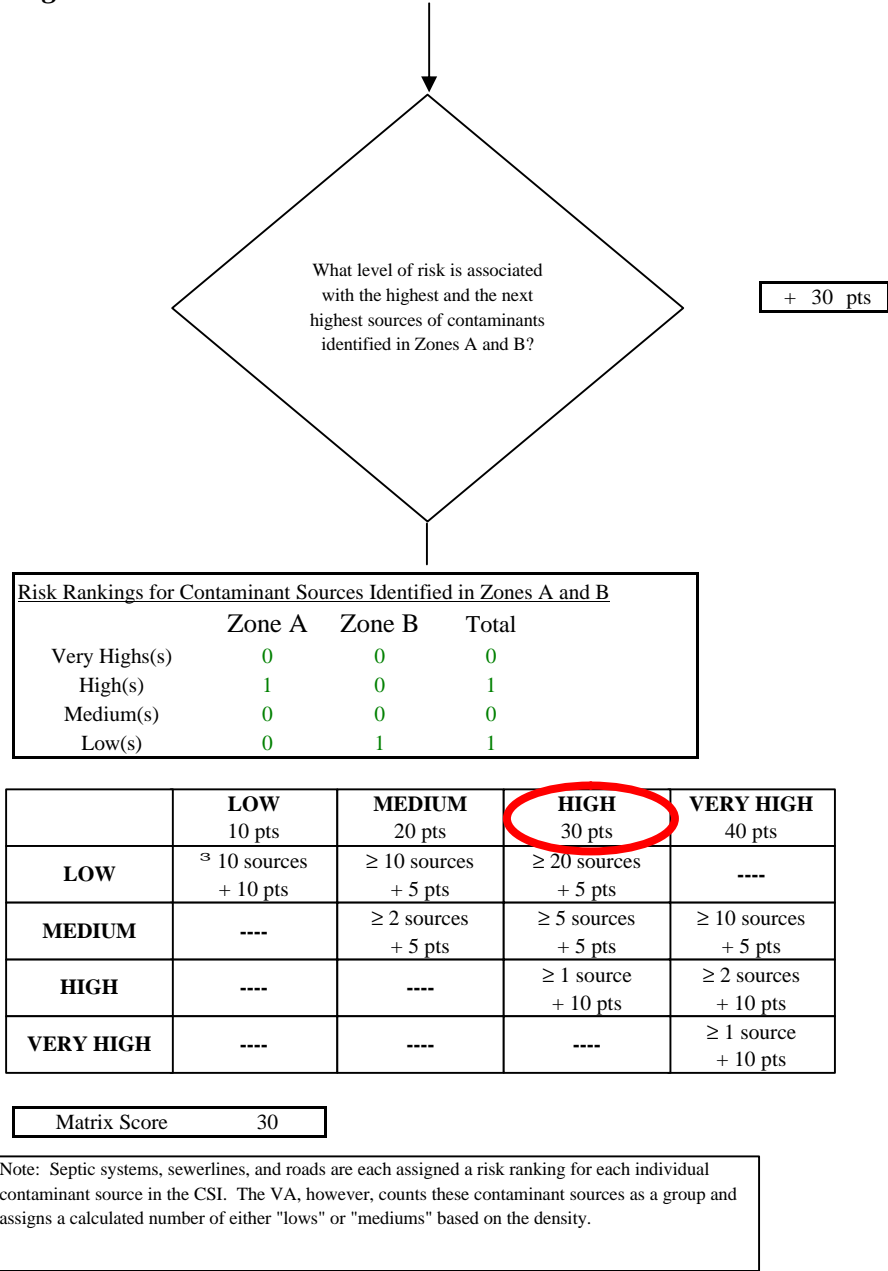 What level of risk is associated
with the highest and the next
highest sources of contaminants
identified in Zones A and B?
+ 30 pts
Risk Rankings for Contaminant Sources Identified in Zones A and B
Zone A Zone B Total
Very Highs(s) 0 0 0
High(s) 1 0 1
Medium(s) 0 0 0
Low(s) 0 1 1
LOW MEDIUM HIGH VERY HIGH
10 pts 20 pts 30 pts 40 pts
LOW ³ 10 sources ≥ 10 sources ≥ 20 sources ----
+ 10 pts + 5 pts + 5 pts
MEDIUM ---- ≥ 2 sources ≥ 5 sources ≥ 10 sources
+ 5 pts + 5 pts + 5 pts
HIGH ---- ---- ≥ 1 source ≥ 2 sources
+ 10 pts + 10 pts
VERY HIGH ---- ---- ---- ≥ 1 source
+ 10 pts
Matrix Score 30
Note: Septic systems, sewerlines, and roads are each assigned a risk ranking for each individual
contaminant source in the CSI. The VA, however, counts these contaminant sources as a group and
assigns a calculated number of either "lows" or "mediums" based on the density.